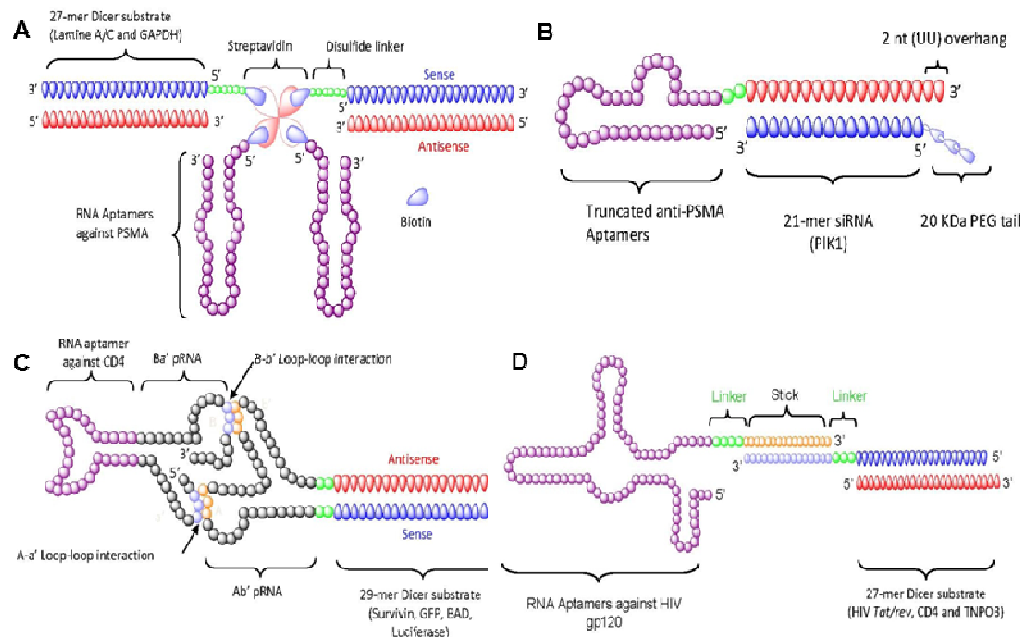 A
27-mer Dicer substrate
(Lamine A/C and GAPDH)
Streptavidin
Disulfide linker
5'
Sense
3'
5'
3'
5'
3'
3'
5'
Antisense
5'
5'
3'
3'
RNA Aptamers
against PSMA
Biotin
B
2 nt (UU) overhang
3'
5'
3'
5'
Truncated anti-PSMA
Aptamers
21-mer siRNA
(PlK1)
20 KDa PEG tail
C
RNA aptamer
against CD4
Ba' pRNA
B-b' Loop-loop interaction
3'
5'
Antisense
Sense
A-a' Loop-loop interaction
Ab' pRNA
29-mer Dicer substrate
(Survivin, GFP, BAD,
Luciferase)
D
Linker
Stick
Linker
3'
3'
5'
5'
5'
3'
RNA Aptamers against HIV
gp120
27-mer Dicer substrate
(HIV Tat/rev, CD4 and TNPO3)